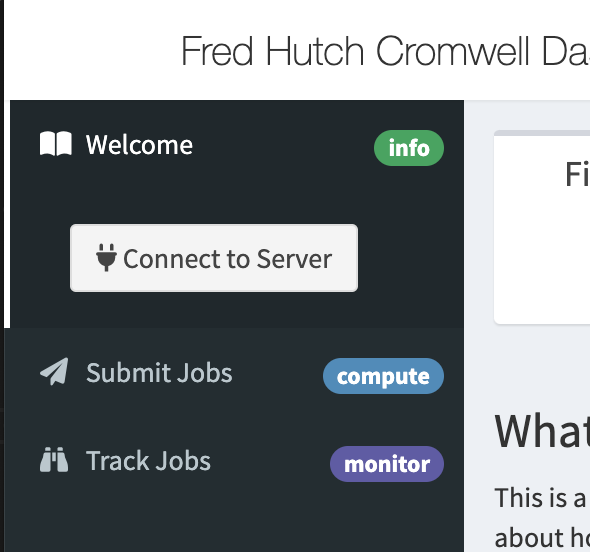 Fred Hutch Cromwell Da
Welcome
info
Connect to Server
Submit Jobs
compute
Track Jobs
monitor
Fi
What
This is a
about ho